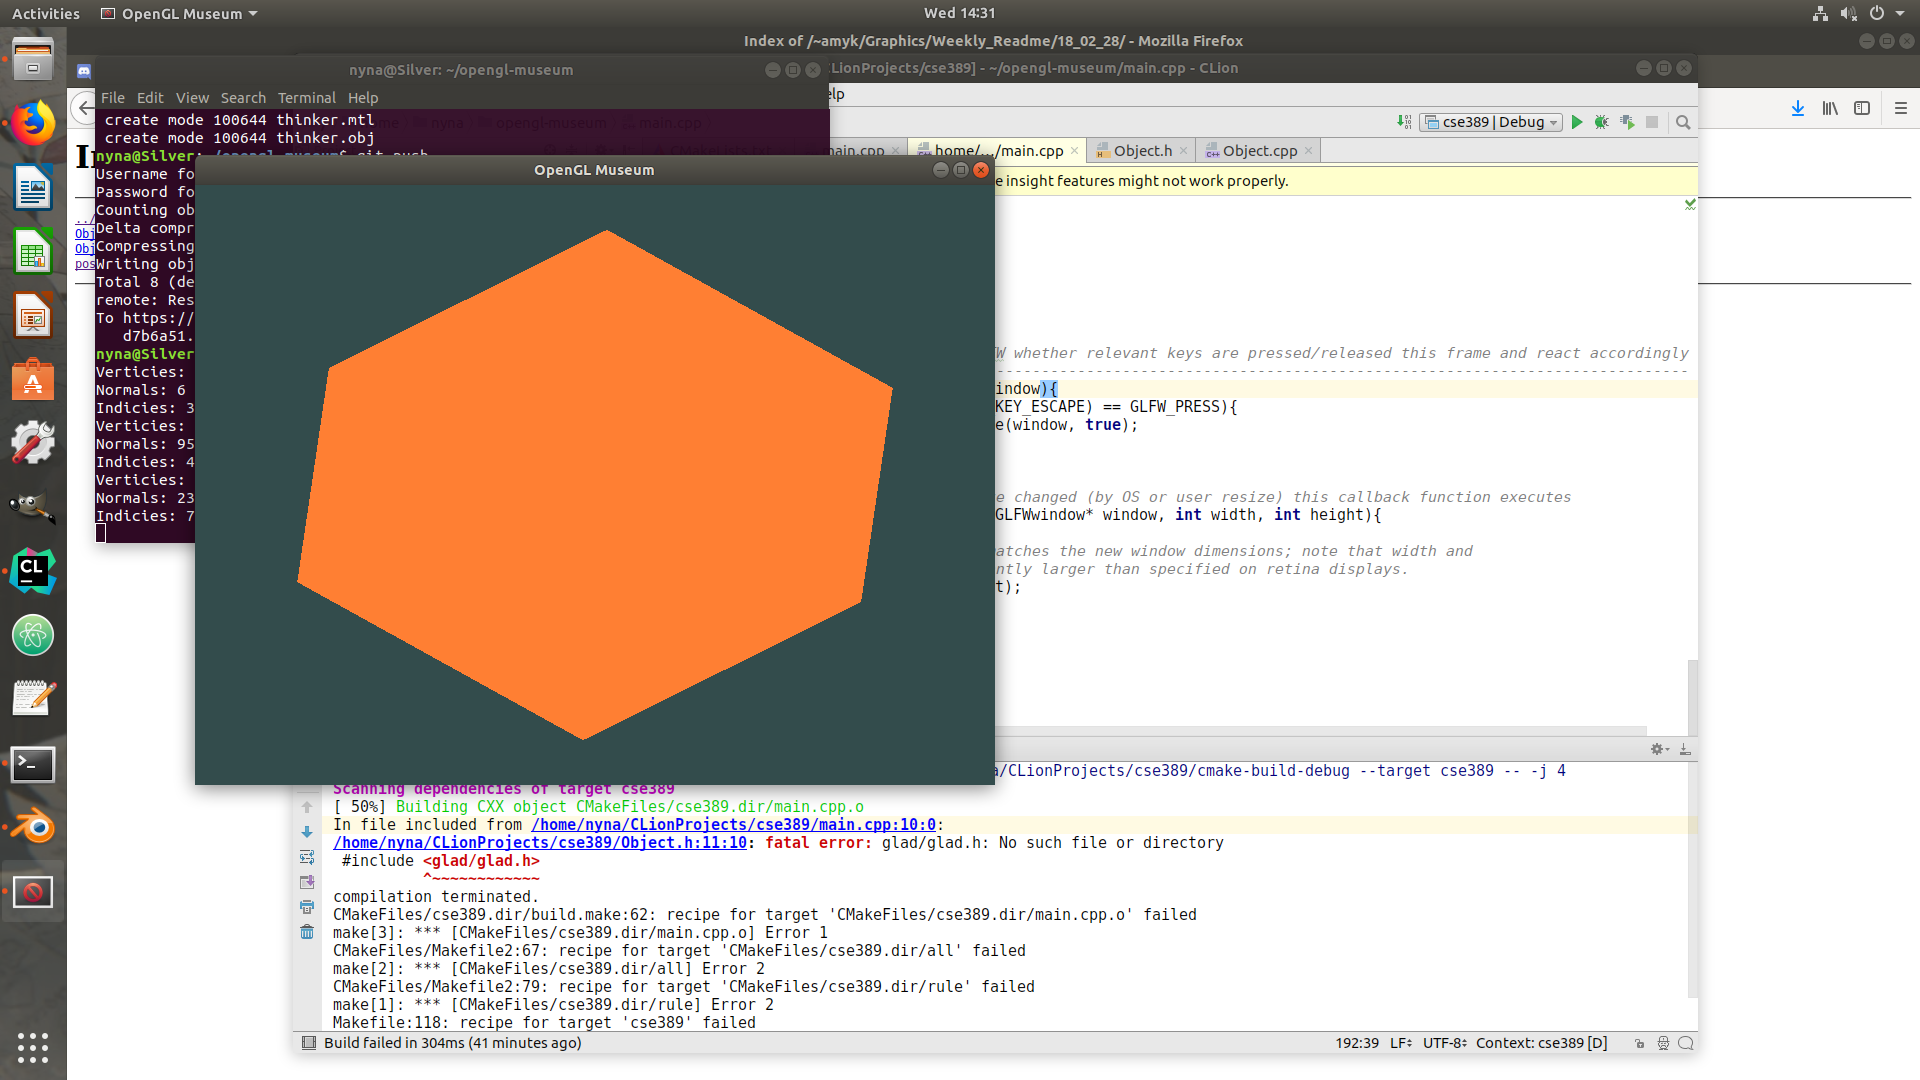 Activities
OpenGL Museum
Wed 14:31
Index of /~amyk/Graphics/Weekly_Readme/18_02_28/ - Mozilla Firefox
nyna@Silver: ~/opengl-museum
CLionProjects/cse389] - ~/opengl-museum/main.cpp - CLion
File Edit View Search Terminal Help
elp
create mode 100644 thinker.mtl
create mode 100644 thinker.obj
nyna@Silver:~/opengl-museum$ git push
Username fo
Password fo
Counting ob
Delta compr
Compressing
Writing obj
Total 8 (de
remote: Res
To https://
d7b6a51.
nyna@Silver
Verticies:
Normals: 6
Indicies: 3
Verticies:
Normals: 95
Indicies: 4
Verticies:
Normals: 23
Indicies: 7
../
Obj
Obj
pos
OpenGL Museum
cse389 | Debug
main.cpp
home/.../main.cpp
Object.h
Object.cpp
e insight features might not work properly.
W whether relevant keys are pressed/released this frame and react accordingly
indow){
KEY_ESCAPE) == GLFW_PRESS){
e(window, true);
e changed (by OS or user resize) this callback function executes
GLFWwindow* window, int width, int height){
atches the new window dimensions; note that width and
ntly larger than specified on retina displays.
t);
a/CLionProjects/cse389/cmake-build-debug --target cse389 -- -j 4
Scanning dependencies of target cse389
[ 50%] Building CXX object CMakeFiles/cse389.dir/main.cpp.o
In file included from /home/nyna/CLionProjects/cse389/main.cpp:10:0:
/home/nyna/CLionProjects/cse389/Object.h:11:10: fatal error: glad/glad.h: No such file or directory
#include <glad/glad.h>
^~~~~~~~~~~~~
compilation terminated.
CMakeFiles/cse389.dir/build.make:62: recipe for target 'CMakeFiles/cse389.dir/main.cpp.o' failed
make[3]: *** [CMakeFiles/cse389.dir/main.cpp.o] Error 1
CMakeFiles/Makefile2:67: recipe for target 'CMakeFiles/cse389.dir/all' failed
make[2]: *** [CMakeFiles/cse389.dir/all] Error 2
CMakeFiles/Makefile2:79: recipe for target 'CMakeFiles/cse389.dir/rule' failed
make[1]: *** [CMakeFiles/cse389.dir/rule] Error 2
Makefile:118: recipe for target 'cse389' failed
Build failed in 304ms (41 minutes ago)
192:39 LF UTF-8 Context: cse389 [D]